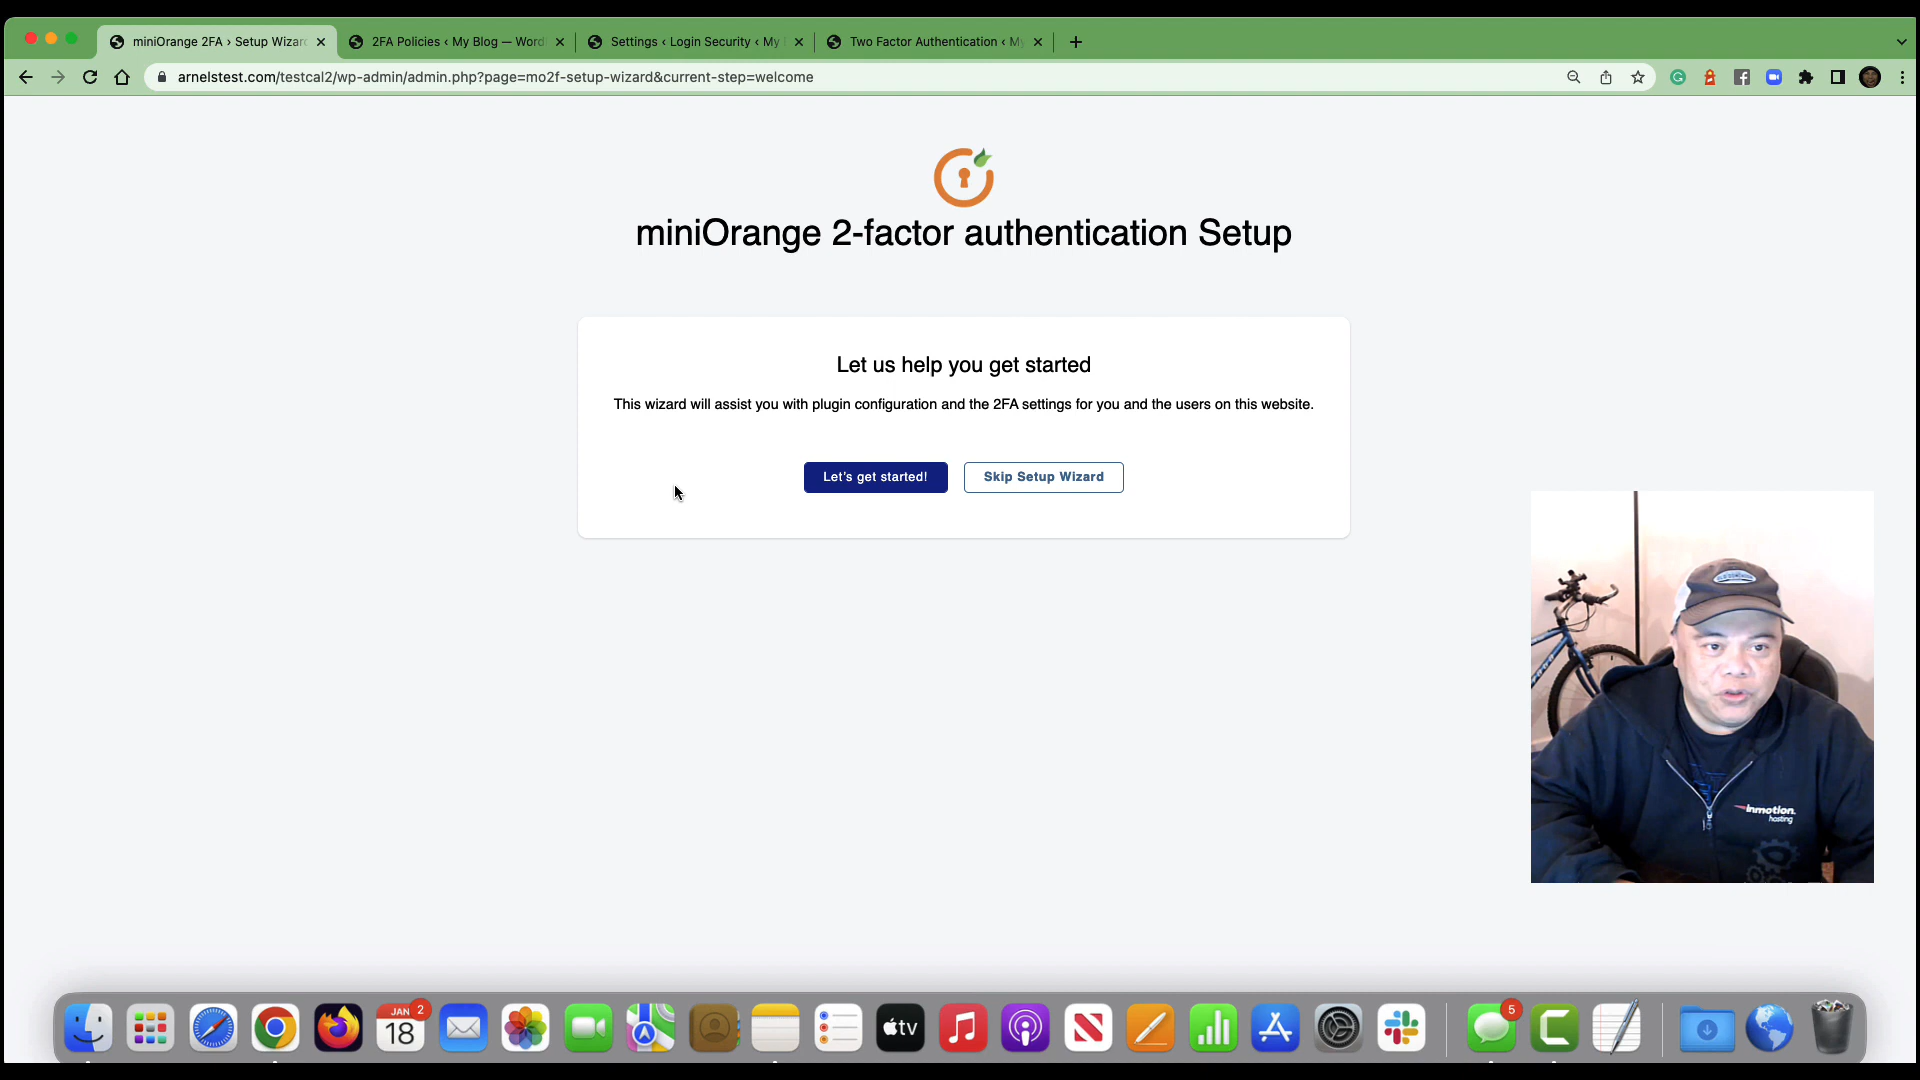 miniOrange 2FA › Setup Wizar
2FA Policies ‹ My Blog — Word
Settings ‹ Login Security ‹ My
Two Factor Authentication ‹ My
arnelstest.com/testcal2/wp-admin/admin.php?page=mo2f-setup-wizard&current-step=welcome
miniOrange 2-factor authentication Setup
Let us help you get started
This wizard will assist you with plugin configuration and the 2FA settings for you and the users on this website.
Let's get started!
Skip Setup Wizard
inmotion
hosting
JAN
2
18
tv
5